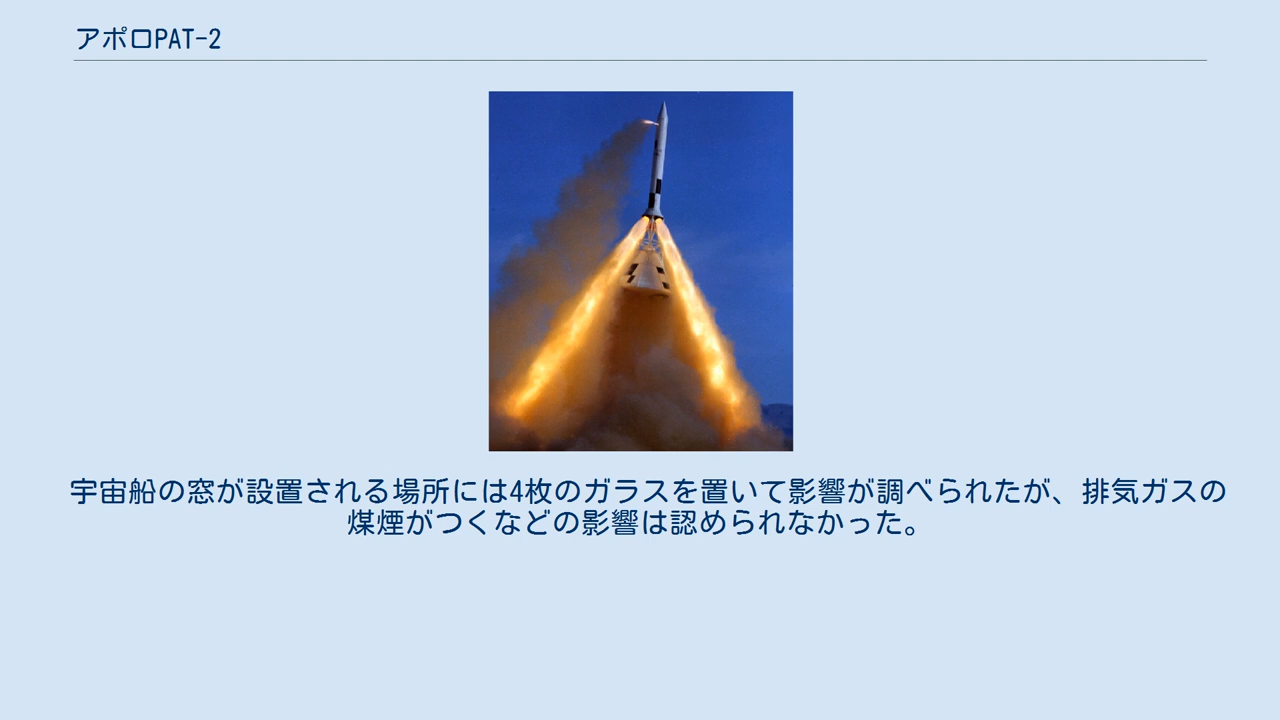 アポロPAT-2
宇宙船の窓が設置される場所には4枚のガラスを置いて影響が調べられたが、排気ガスの
煤煙がつくなどの影響は認められなかった。